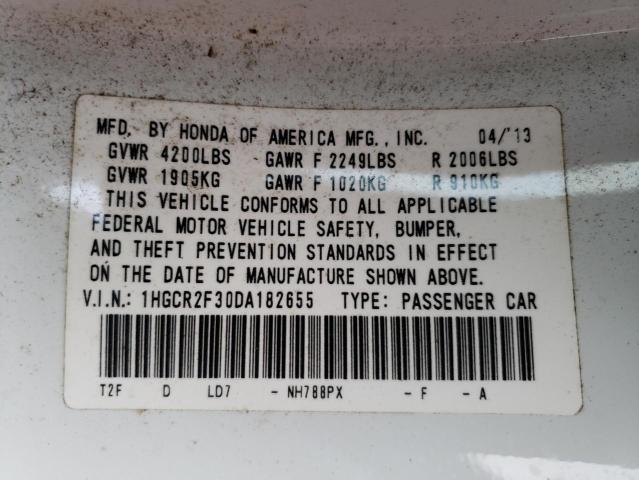 MFD. BY HONDA OF AMERICA MFG., INC. 04/'13
GVWR 4200LBS GAWR F 2249LBS R 2006LBS
GVWR 1905KG GAWR F 1020KG R 910KG
THIS VEHICLE CONFORMS TO ALL APPLICABLE
FEDERAL MOTOR VEHICLE SAFETY, BUMPER,
AND THEFT PREVENTION STANDARDS IN EFFECT
ON THE DATE OF MANUFACTURE SHOWN ABOVE.
V.I.N.: 1HGCR2F30DA182655 TYPE: PASSENGER CAR
T2F D LD7 - NH788PX - F - A